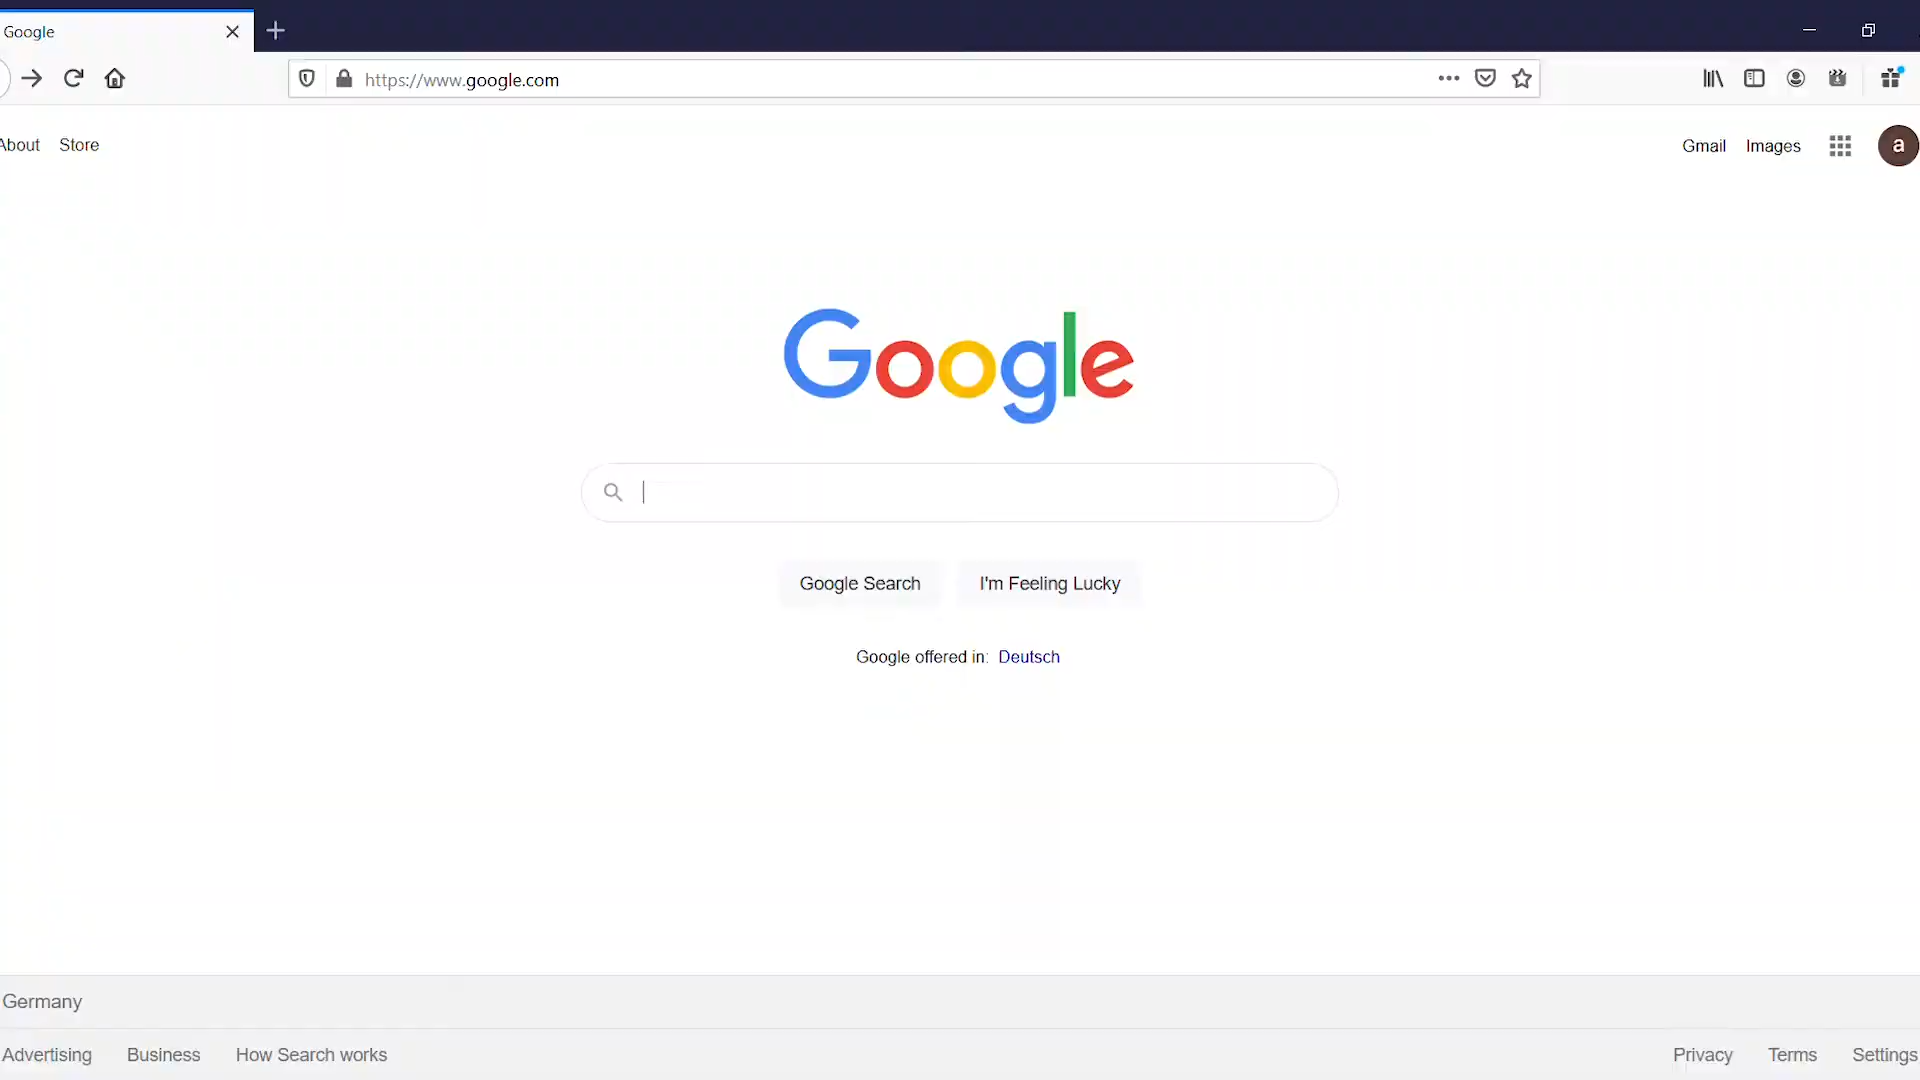 Google
https://www.google.com
About Store
Gmail Images
a
Google
Google Search I'm Feeling Lucky
Google offered in: Deutsch
Germany
Advertising Business How Search works
Privacy Terms Settings